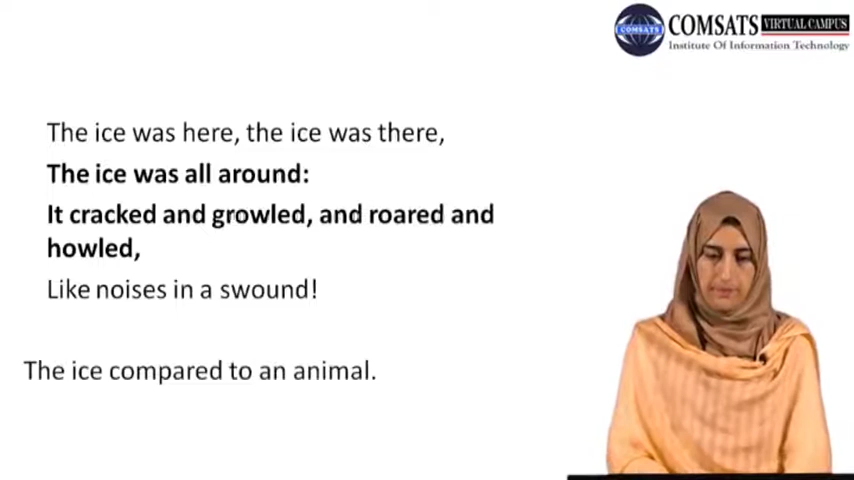 COMSATS VIRTUAL CAMPUS
COMSATS
Institute Of Information Technology
The ice was here, the ice was there,
The ice was all around:
It cracked and growled, and roared and
howled,
Like noises in a swound!
The ice compared to an animal.